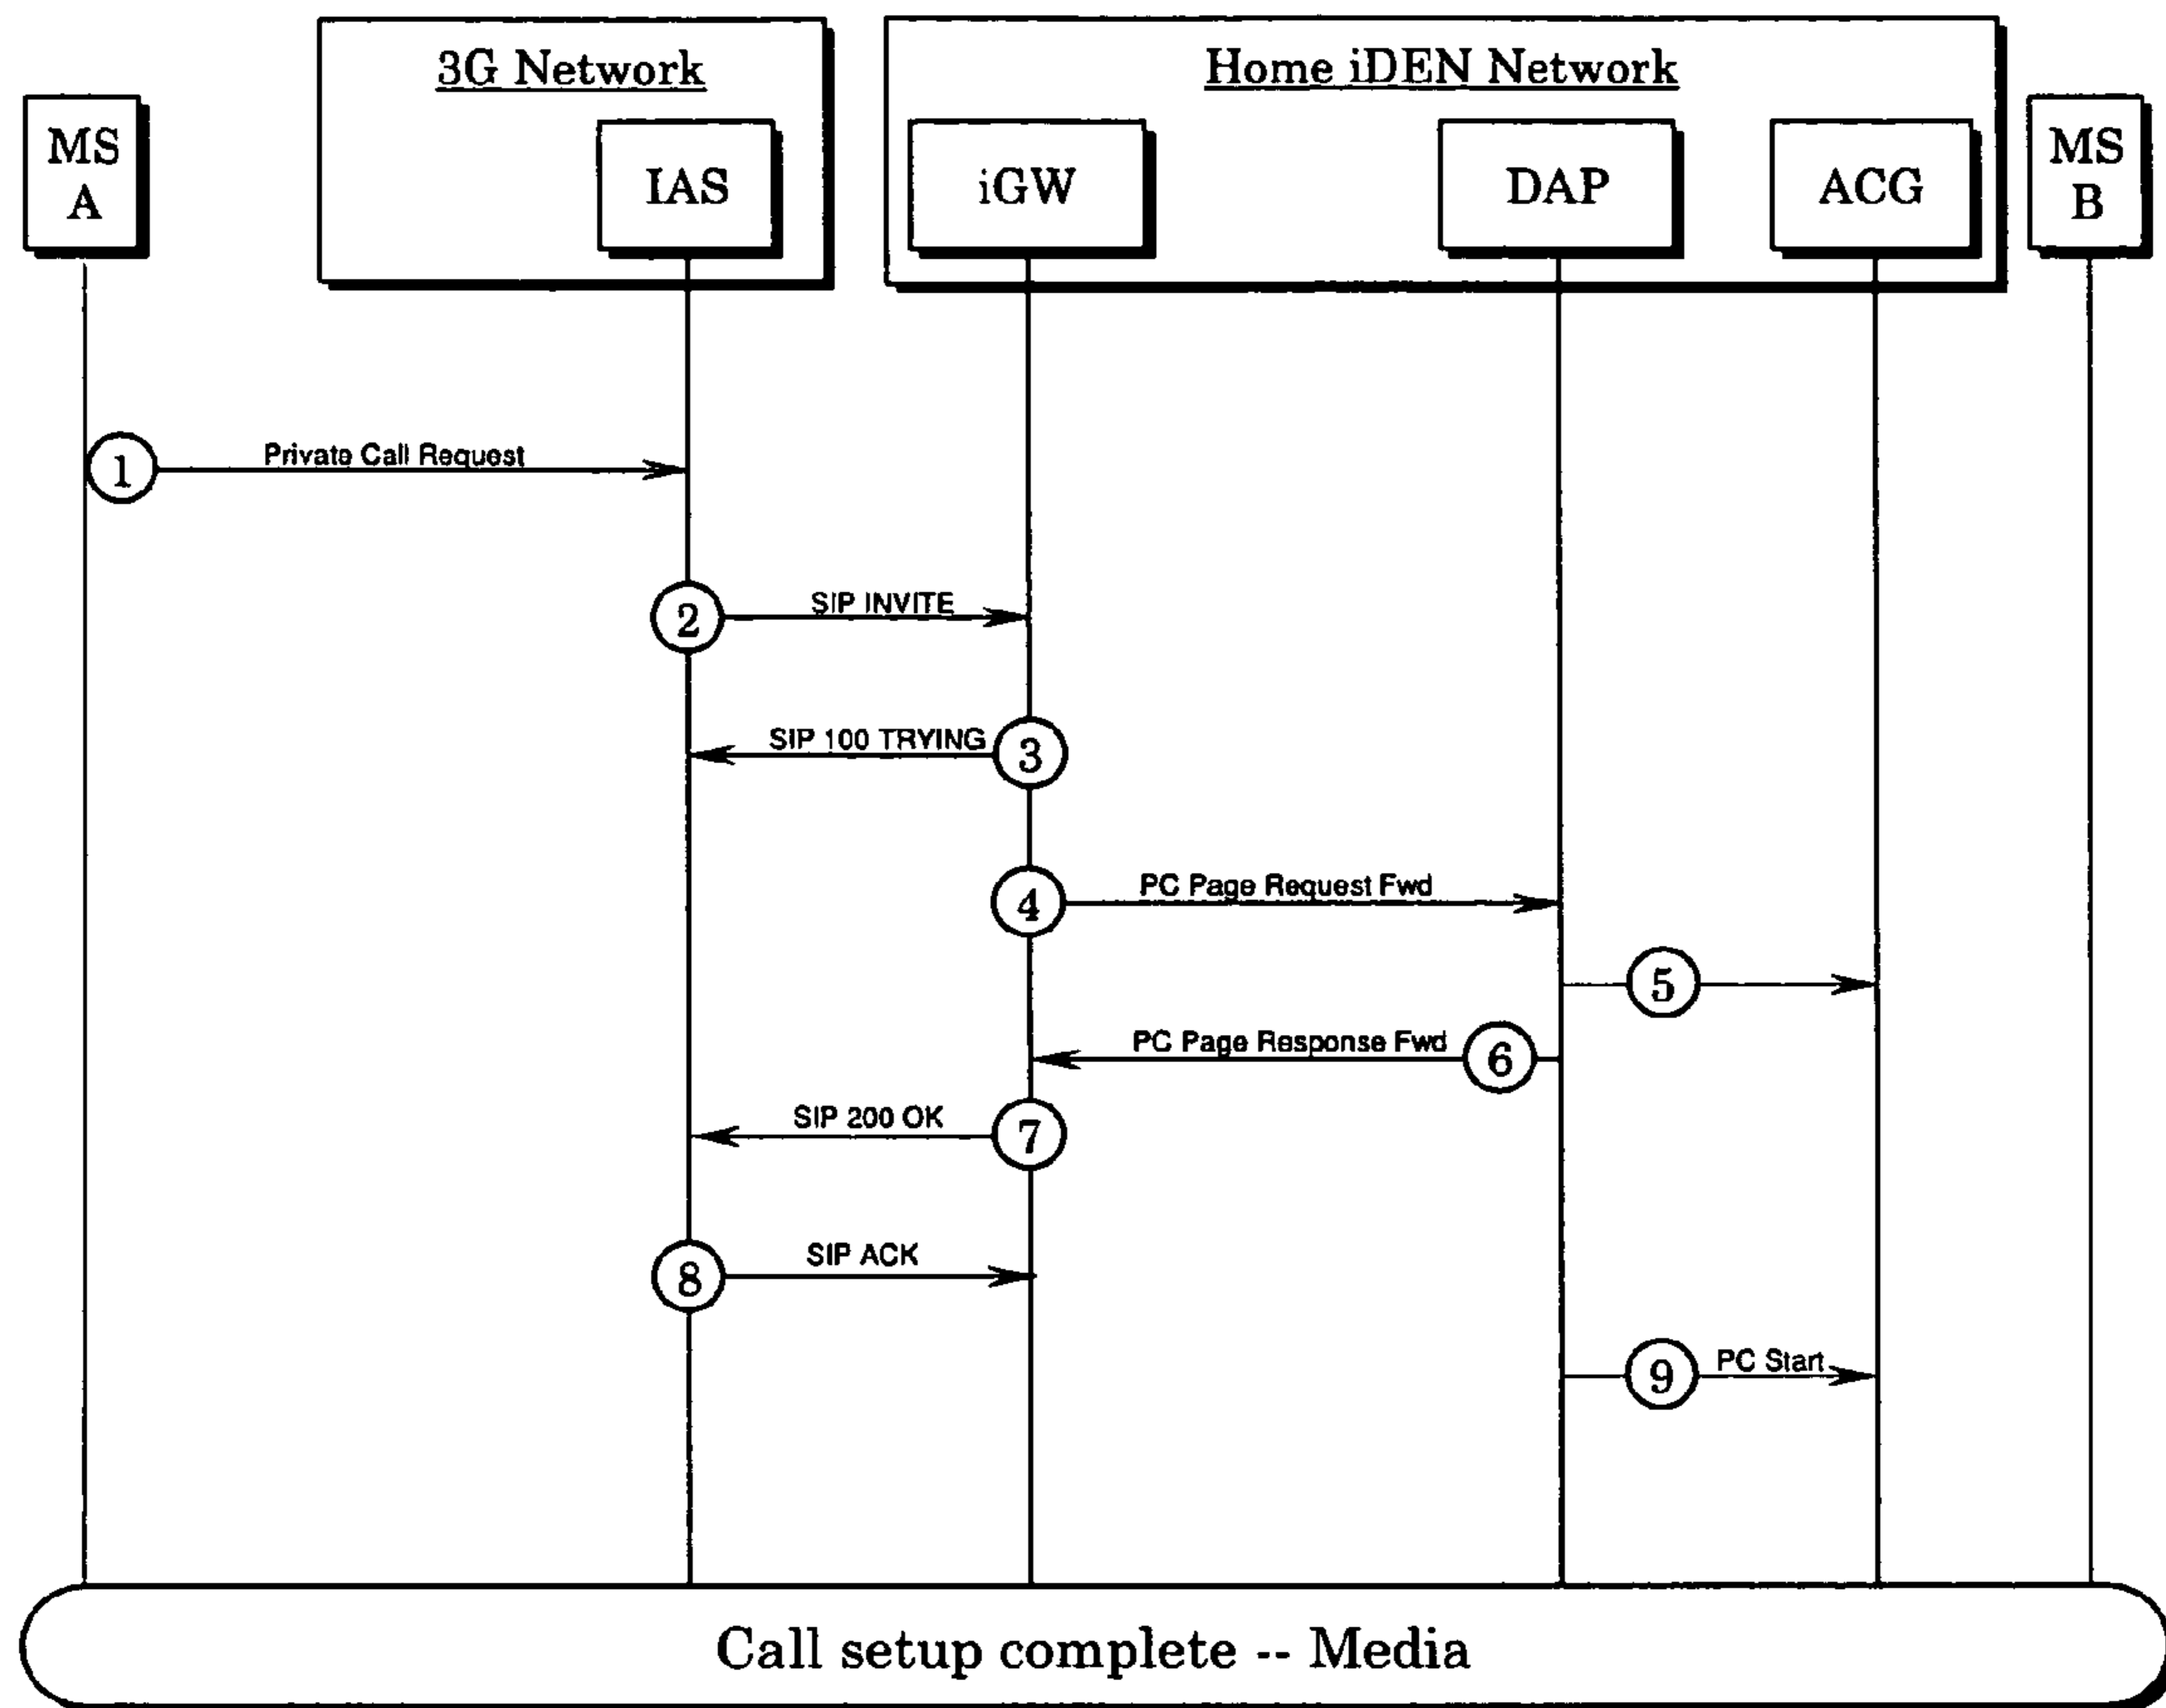 3G Network
Home iDEN Network
MS
A
IAS
iGW
DAP
ACG
MS
B
1
Private Call Request
2
SIP INVITE
SIP 100 TRYING
3
4
PC Page Request Fwd
5
PC Page Response Fwd
6
SIP 200 OK
7
8
SIP ACK
9
PC Start
Call setup complete -- Media